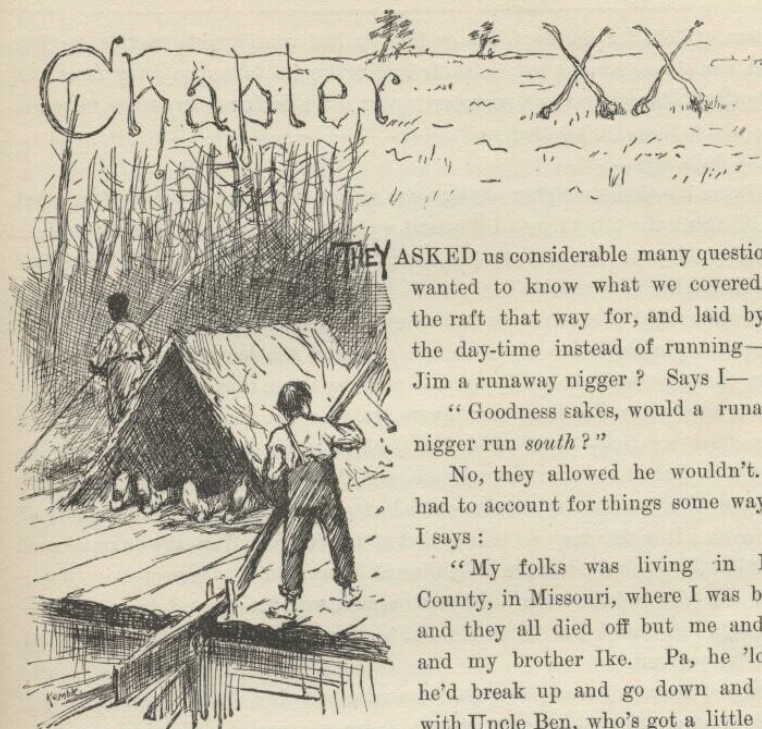 Chapter XX
THEY ASKED us considerable many
wanted to know what we covered
the raft that way for, and laid by
the day-time instead of running—
Jim a runaway nigger ? Says I—
“ Goodness sakes, would a
nigger run south ? ”
No, they allowed he wouldn't.
had to account for things some way
I says :
“ My folks was living in
County, in Missouri, where I was
and they all died off but me and
and my brother Ike. Pa, he
he'd break up and go down and
with Uncle Ben, who's got a little
Kemble